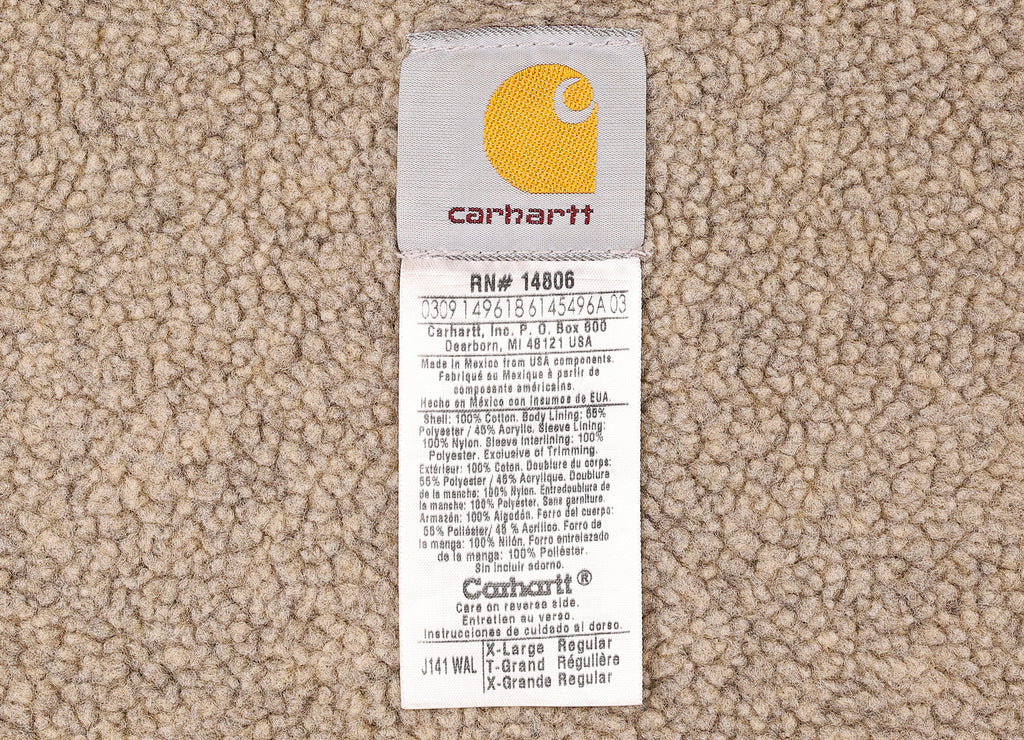 carhartt
RN# 14806
0309 1496186145496A 03
Carhartt, Inc. P. O. Box 600
Dearborn, MI 48121 USA
Made in Mexico from USA components.
Fabriqué au Mexique à partir de
composants américains.
Hecho en México con insumos de EUA.
Shell: 100% Cotton. Body Lining: 55%
Polyester / 45% Acrylic. Sleeve Lining:
100% Nylon. Sleeve Interlining: 100%
Polyester. Exclusive of Trimming.
Extérieur: 100% Coton. Doublure du corps:
55% Polyester / 45% Acrylique. Doublure
de la manche: 100% Nylon. Entredoublure de
la manche: 100% Polyester. Sans garniture.
Armazón: 100% Algodón. Forro del cuerpo:
55% Poliéster/ 45 % Acrílico. Forro de
la manga: 100% Nilón. Forro entrelazado
de la manga: 100% Poliéster.
Sin incluir adorno.
Carhartt®
Care on reverse side.
Entretien au verso.
Instrucciones de cuidado al dorso.
J141 WAL
X-Large Regular
T-Grand Régulière
X-Grande Regular